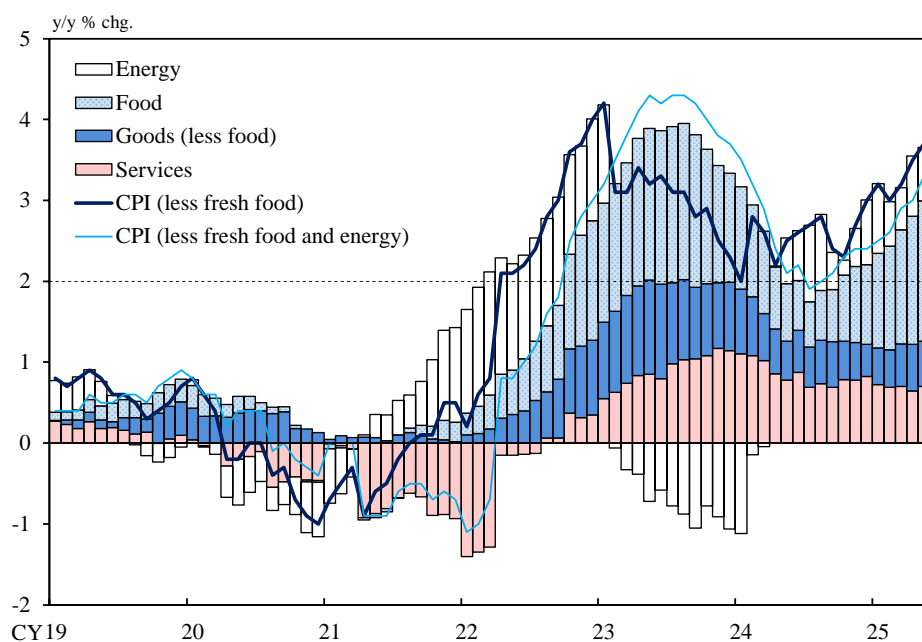 y/y % chg.
5
4
3
2
1
0
-1
-2
Energy
Food
Goods (less food)
Services
CPI (less fresh food)
CPI (less fresh food and energy)
CY19 20 21 22 23 24 25